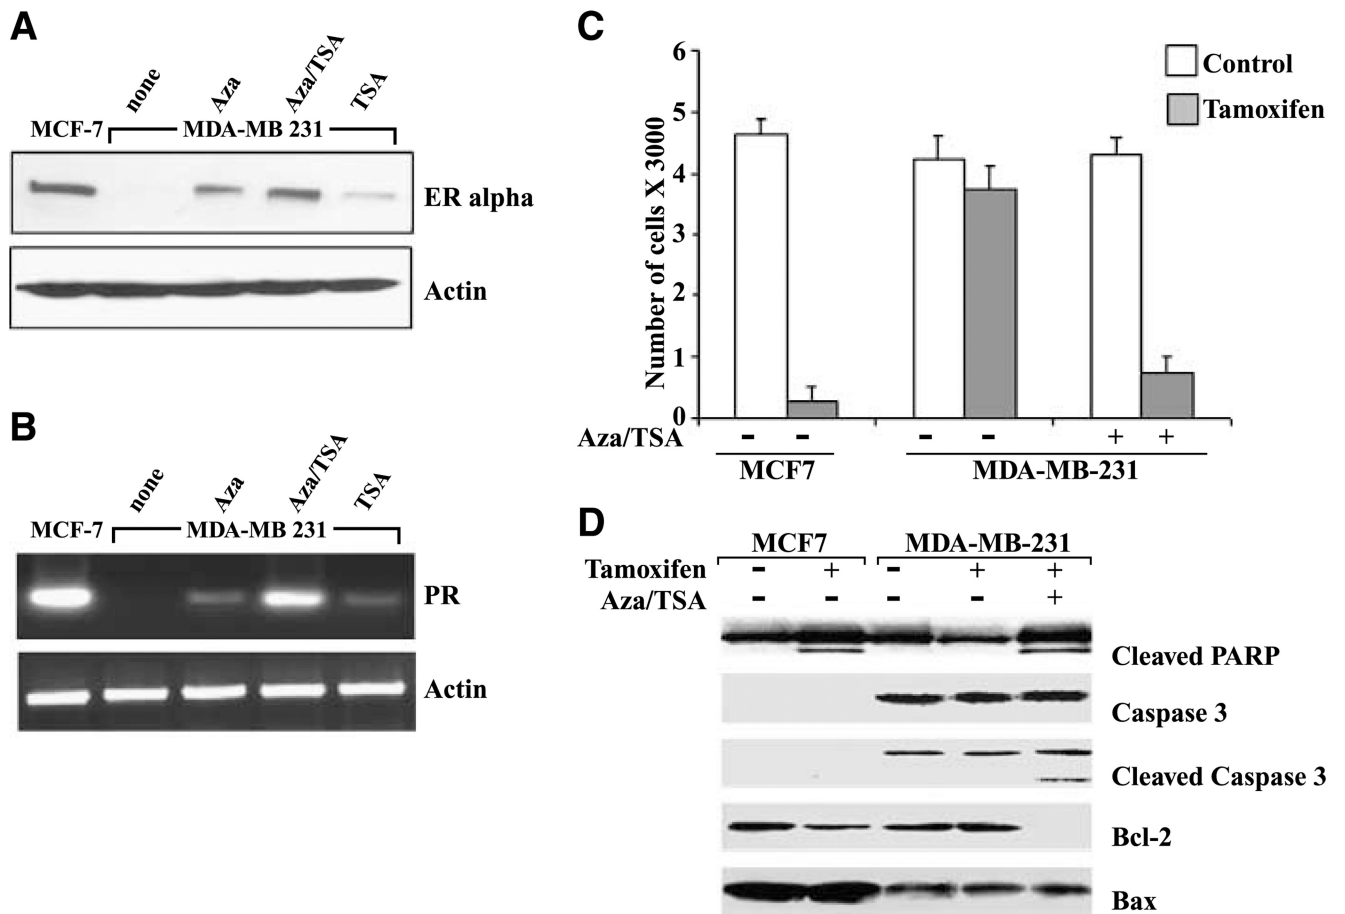 A
none Aza Aza/TSA TSA
MCF-7 MDA-MB 231
ER alpha
Actin
B
none Aza Aza/TSA TSA
MCF-7 MDA-MB 231
PR
Actin
C
Number of cells X 3000
6
5
4
3
2
1
0
Control
Tamoxifen
Aza/TSA - - - - + +
MCF7 MDA-MB-231
D
MCF7 MDA-MB-231
Tamoxifen - + - + +
Aza/TSA - - - - +
Cleaved PARP
Caspase 3
Cleaved Caspase 3
Bcl-2
Bax